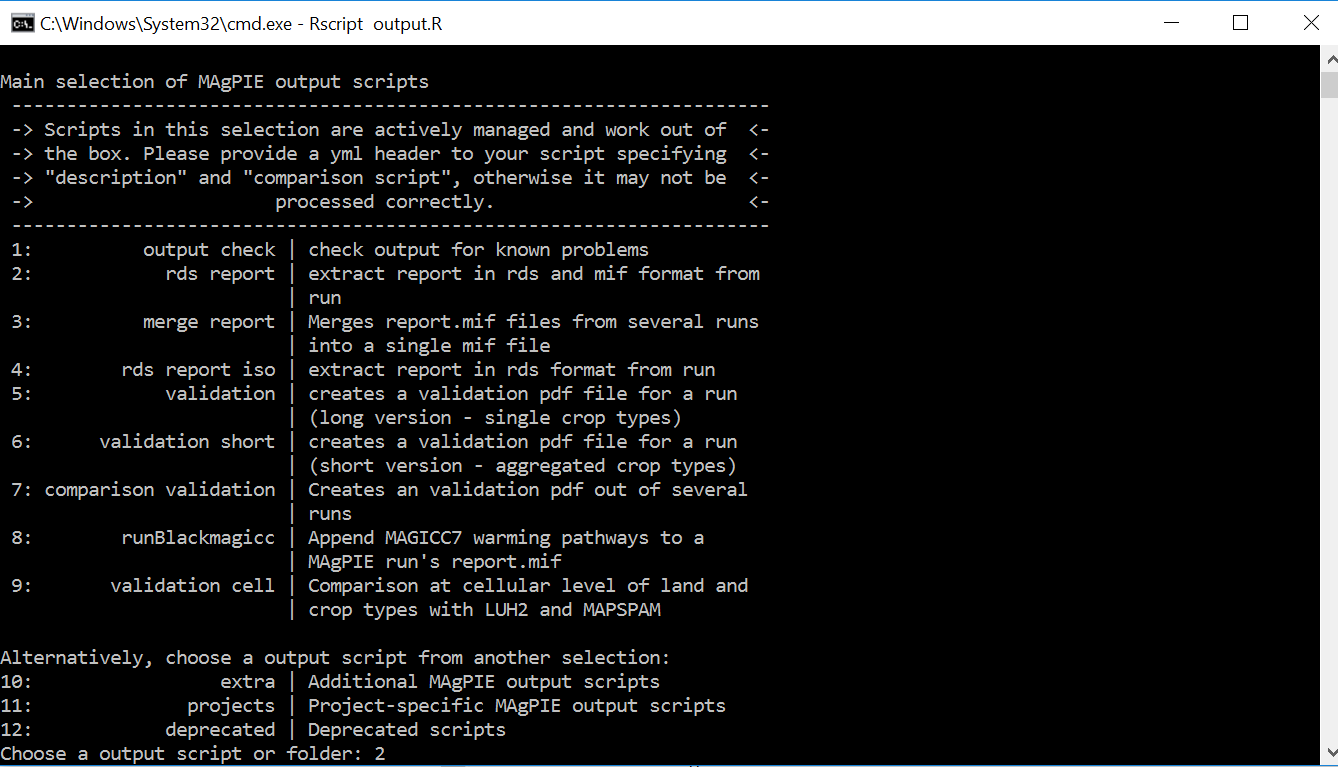 C:\Windows\System32\cmd.exe - Rscript  output.R
Main selection of MAgPIE output scripts
---------------------------------------------------------------------
-> Scripts in this selection are actively managed and work out of  <-
-> the box. Please provide a yml header to your script specifying  <-
-> "description" and "comparison script", otherwise it may not be  <-
->                      processed correctly.                       <-
---------------------------------------------------------------------
1:          output check | check output for known problems
2:            rds report | extract report in rds and mif format from
                         | run
3:          merge report | Merges report.mif files from several runs
                         | into a single mif file
4:        rds report iso | extract report in rds format from run
5:            validation | creates a validation pdf file for a run
                         | (long version - single crop types)
6:      validation short | creates a validation pdf file for a run
                         | (short version - aggregated crop types)
7: comparison validation | Creates an validation pdf out of several
                         | runs
8:        runBlackmagicc | Append MAGICC7 warming pathways to a
                         | MAgPIE run's report.mif
9:       validation cell | Comparison at cellular level of land and
                         | crop types with LUH2 and MAPSPAM
Alternatively, choose a output script from another selection:
10:                 extra | Additional MAgPIE output scripts
11:              projects | Project-specific MAgPIE output scripts
12:            deprecated | Deprecated scripts
Choose a output script or folder: 2